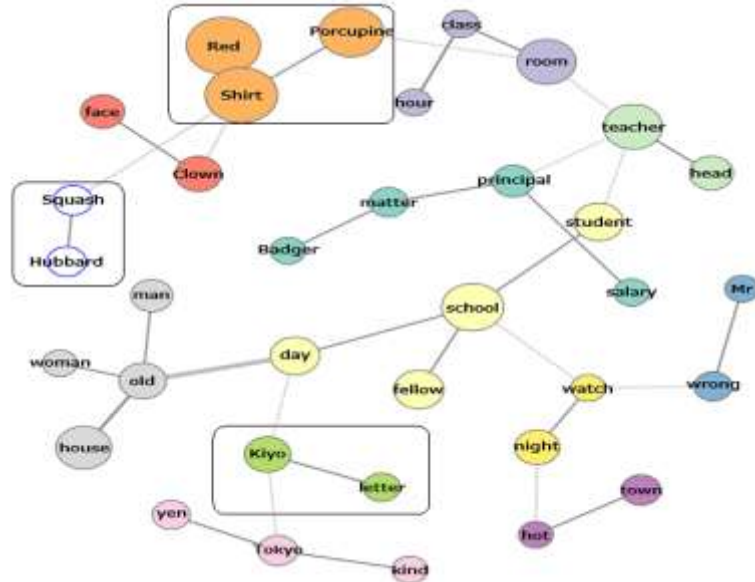 class
Porcupine
Red
room
Shirt
hour
face
teacher
Clown
head
principal
Squash
matter
student
Badger
Hubbard
Mr
man
salary
school
day
woman
old
watch
wrong
fellow
house
night
Kiyo
letter
town
yen
hot
Tokyo
kind